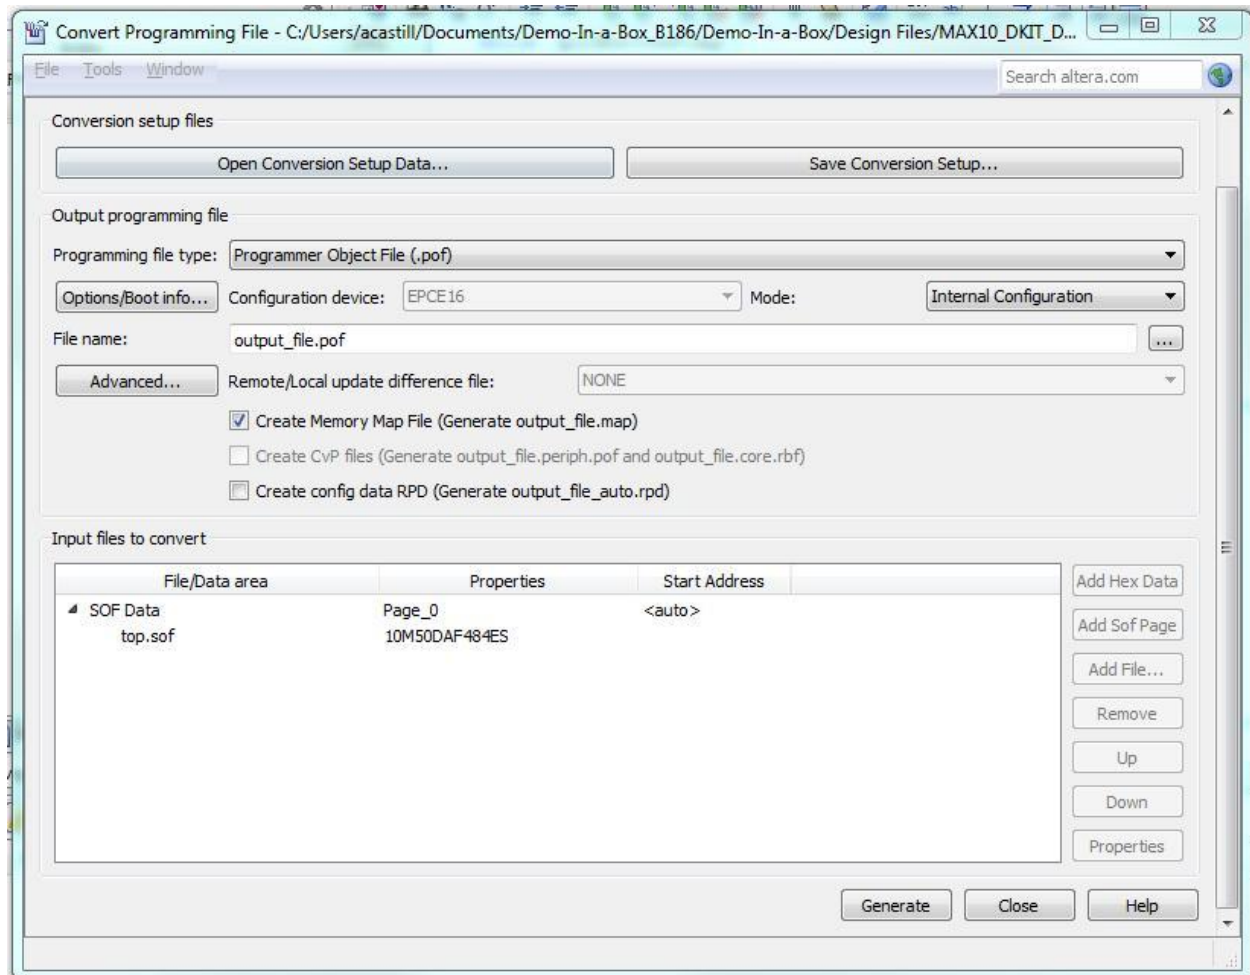 Convert Programming File - C:/Users/acastill/Documents/Demo-In-a-Box_B186/Demo-In-a-Box/Design Files/MAX10_DKIT_D...
File Tools Window Search altera.com
Conversion setup files
Open Conversion Setup Data... Save Conversion Setup...
Output programming file
Programming file type: Programmer Object File (.pof)
Options/Boot info... Configuration device: EPCE16 Mode: Internal Configuration
File name: output_file.pof ...
Advanced... Remote/Local update difference file: NONE
Create Memory Map File (Generate output_file.map)
Create CvP files (Generate output_file.periph.pof and output_file.core.rbf)
Create config data RPD (Generate output_file_auto.rpd)
Input files to convert
File/Data area Properties Start Address
Add Hex Data
SOF Data Page_0 <auto>
Add Sof Page
top.sof 10M50DAF484ES
Add File...
Remove
Up
Down
Properties
Generate Close Help